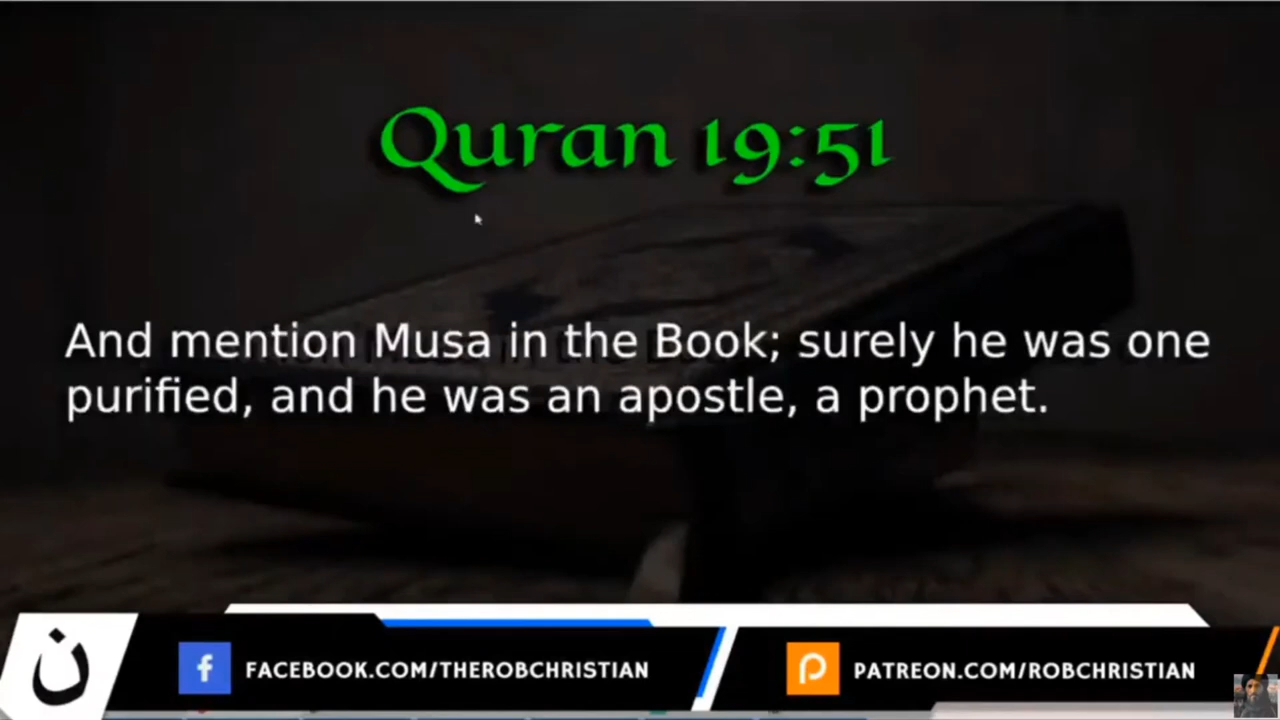 Quran 19:51
And mention Musa in the Book; surely he was one
purified, and he was an apostle, a prophet.
ن
f FACEBOOK.COM/THEROBCHRISTIAN
PATREON.COM/ROBCHRISTIAN